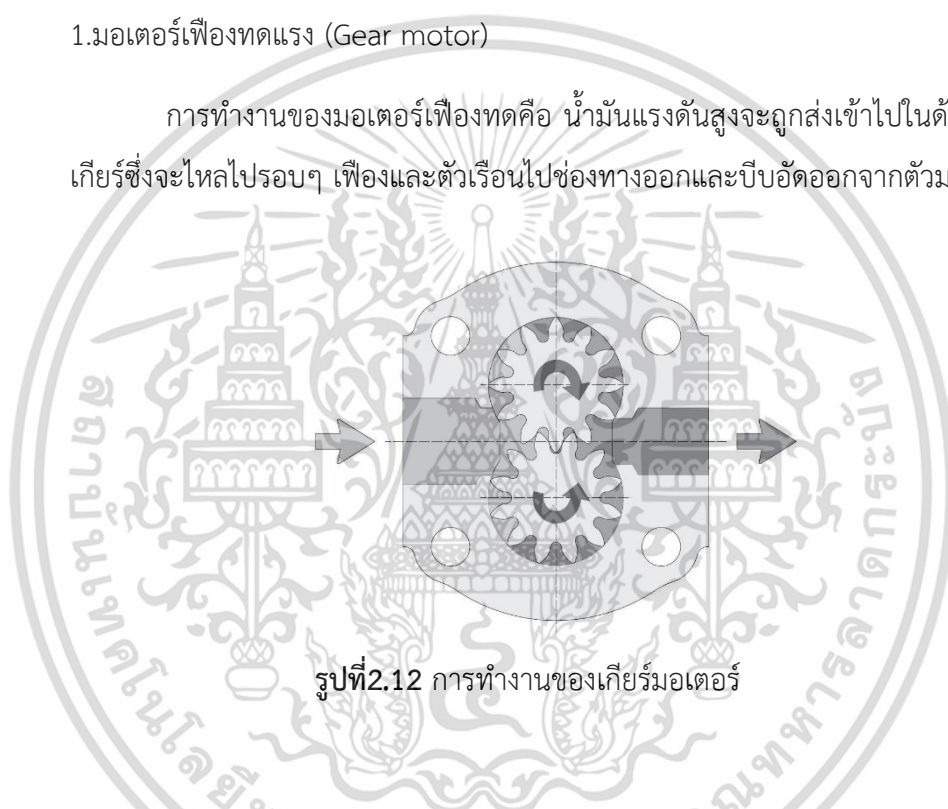 1.มอเตอร์เฟืองทดแรง (Gear motor)
การทำงานของมอเตอร์เฟืองทดคือ น้ำมันแรงดันสูงจะถูกส่งเข้าไปในด้
เกียร์ซึ่งจะไหลไปรอบๆ เฟืองและตัวเรือนไปช่องทางออกและบีบอัดออกจากตัวม
รูปที่2.12 การทำงานของเกียร์มอเตอร์